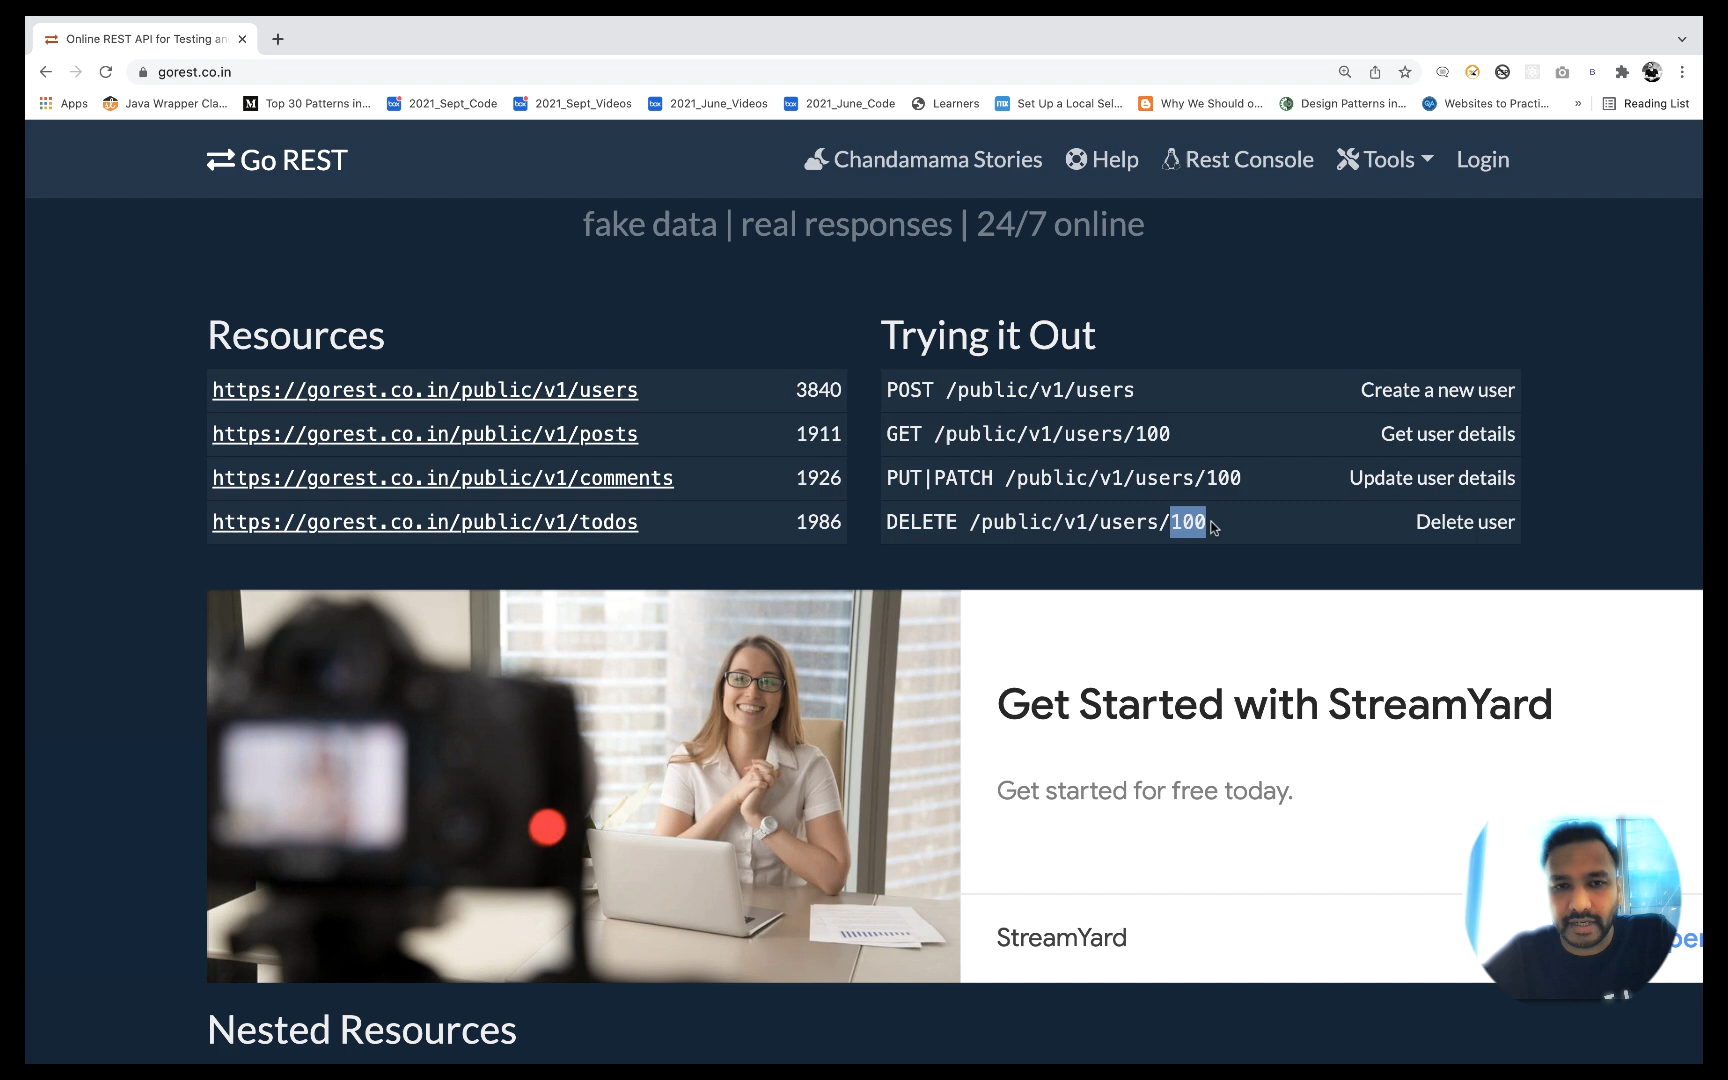 Online REST API for Testing an
gorest.co.in
Apps
Java Wrapper Cla...
Top 30 Patterns in...
2021_Sept_Code
2021_Sept_Videos
2021_June_Videos
2021_June_Code
Learners
Set Up a Local Sel...
Why We Should o...
Design Patterns in...
Websites to Practi...
»
Reading List
Go REST
Chandamama Stories
Help
Rest Console
Tools
Login
fake data | real responses | 24/7 online
Resources
https://gorest.co.in/public/v1/users 3840
https://gorest.co.in/public/v1/posts 1911
https://gorest.co.in/public/v1/comments 1926
https://gorest.co.in/public/v1/todos 1986
Trying it Out
POST /public/v1/users Create a new user
GET /public/v1/users/100 Get user details
PUT|PATCH /public/v1/users/100 Update user details
DELETE /public/v1/users/100 Delete user
Get Started with StreamYard
Get started for free today.
StreamYard
Nested Resources